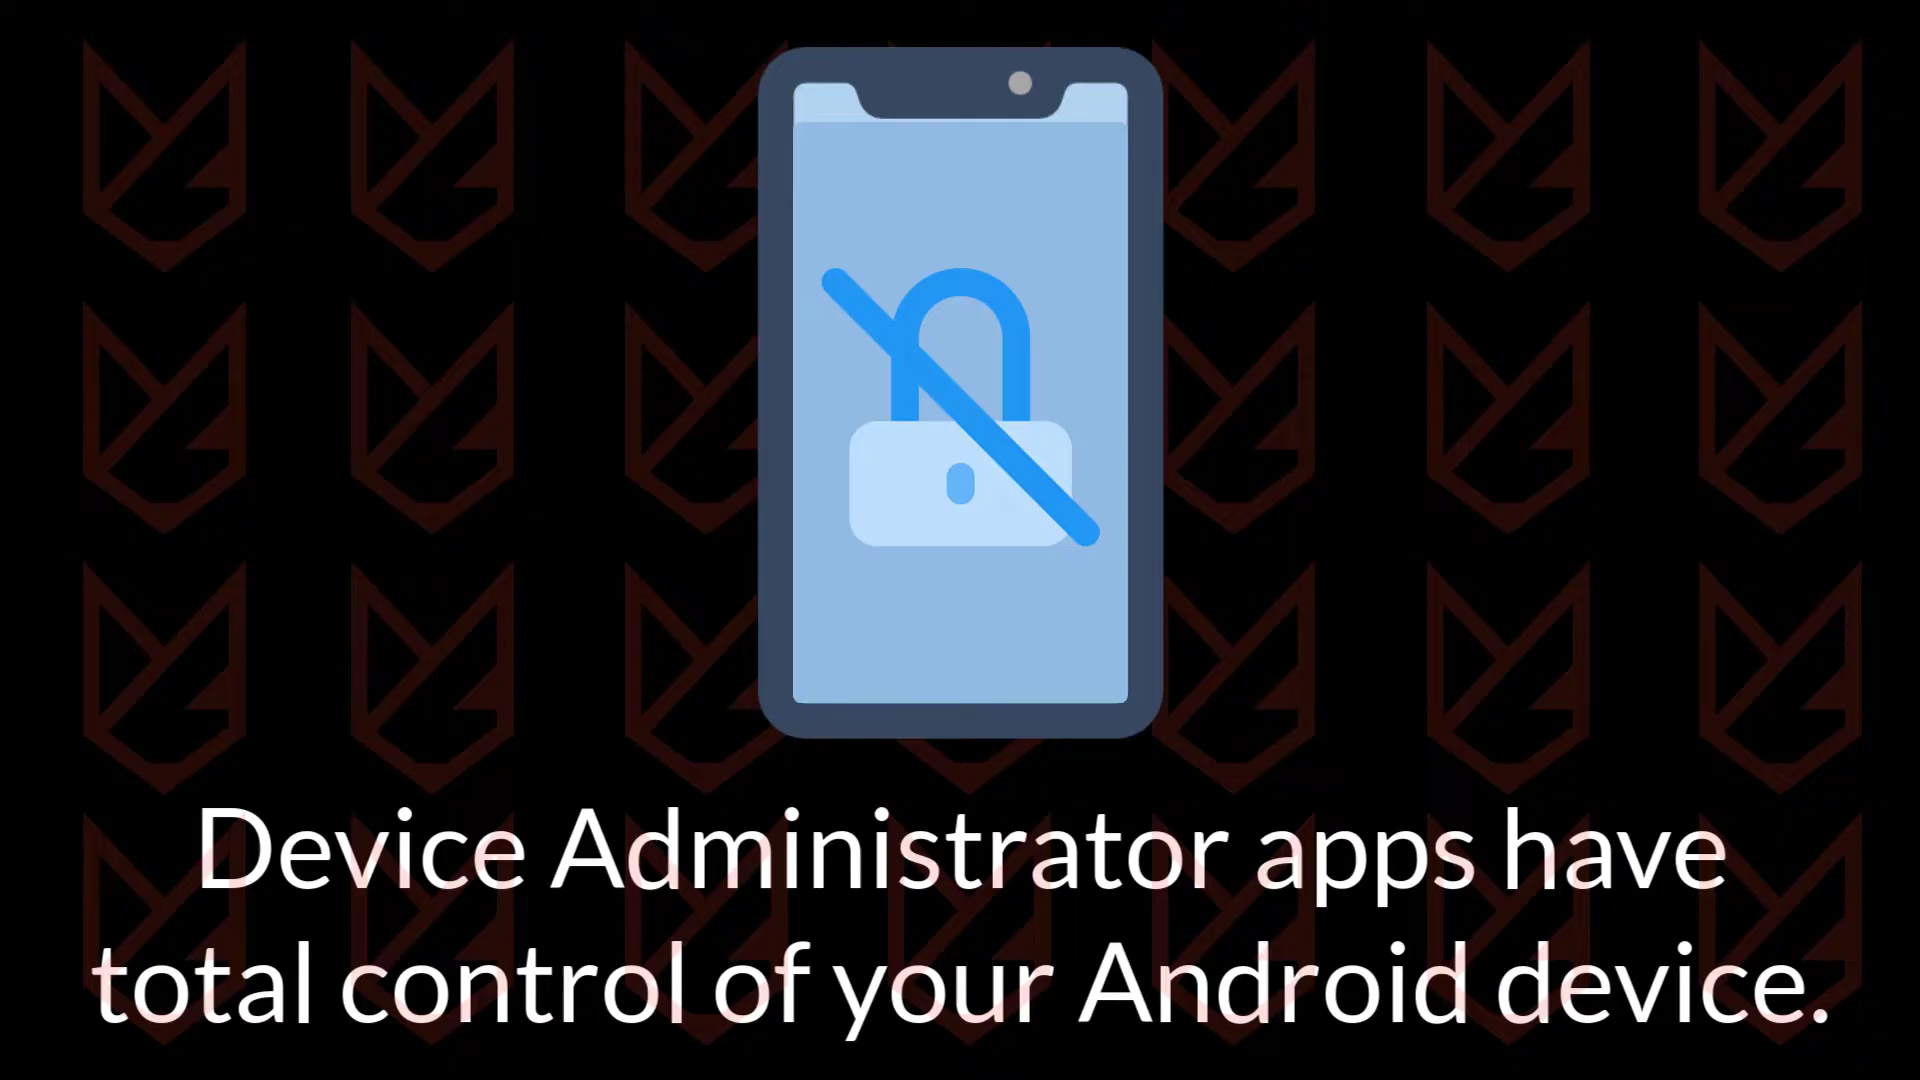 Device Administrator apps have
total control of your Android device.